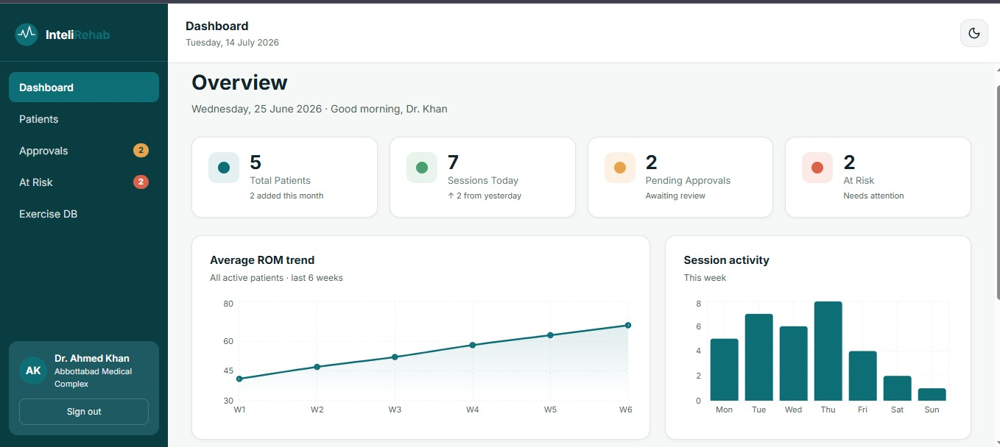 InteliRehab
Dashboard
Patients
Approvals 2
At Risk 2
Exercise DB
AK
Dr. Ahmed Khan
Abbottabad Medical
Complex
Sign out
Dashboard
Tuesday, 14 July 2026
Overview
Wednesday, 25 June 2026 · Good morning, Dr. Khan
5
Total Patients
2 added this month
7
Sessions Today
↑ 2 from yesterday
2
Pending Approvals
Awaiting review
2
At Risk
Needs attention
Average ROM trend
All active patients · last 6 weeks
80
60
45
30
W1 W2 W3 W4 W5 W6
Session activity
This week
8
6
4
2
0
Mon Tue Wed Thu Fri Sat Sun